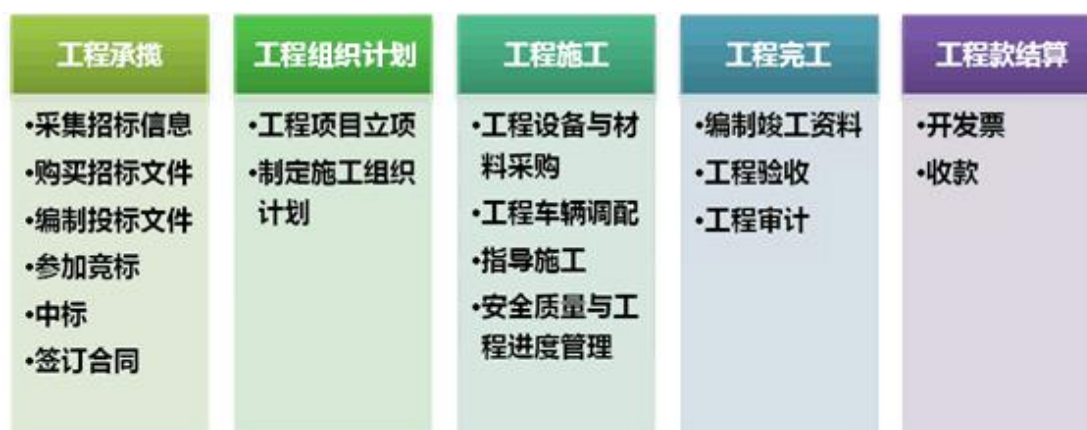 工程承揽
•采集招标信息
•购买招标文件
•编制投标文件
•参加竞标
•中标
•签订合同
工程组织计划
•工程项目立项
•制定施工组织
计划
工程施工
•工程设备与材
料采购
•工程车辆调配
•指导施工
•安全质量与工
程进度管理
工程完工
•编制竣工资料
•工程验收
•工程审计
工程款结算
•开发票
•收款